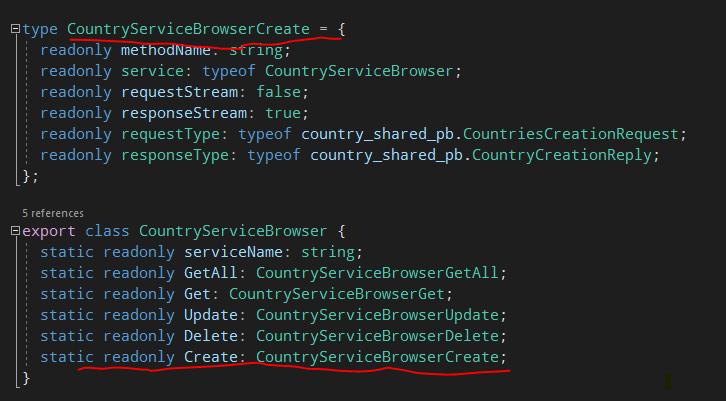 type CountryServiceBrowserCreate = {
readonly methodName: string;
readonly service: typeof CountryServiceBrowser;
readonly requestStream: false;
readonly responseStream: true;
readonly requestType: typeof country_shared_pb.CountriesCreationRequest;
readonly responseType: typeof country_shared_pb.CountryCreationReply;
};
5 references
export class CountryServiceBrowser {
static readonly serviceName: string;
static readonly GetAll: CountryServiceBrowserGetAll;
static readonly Get: CountryServiceBrowserGet;
static readonly Update: CountryServiceBrowserUpdate;
static readonly Delete: CountryServiceBrowserDelete;
static readonly Create: CountryServiceBrowserCreate;
}